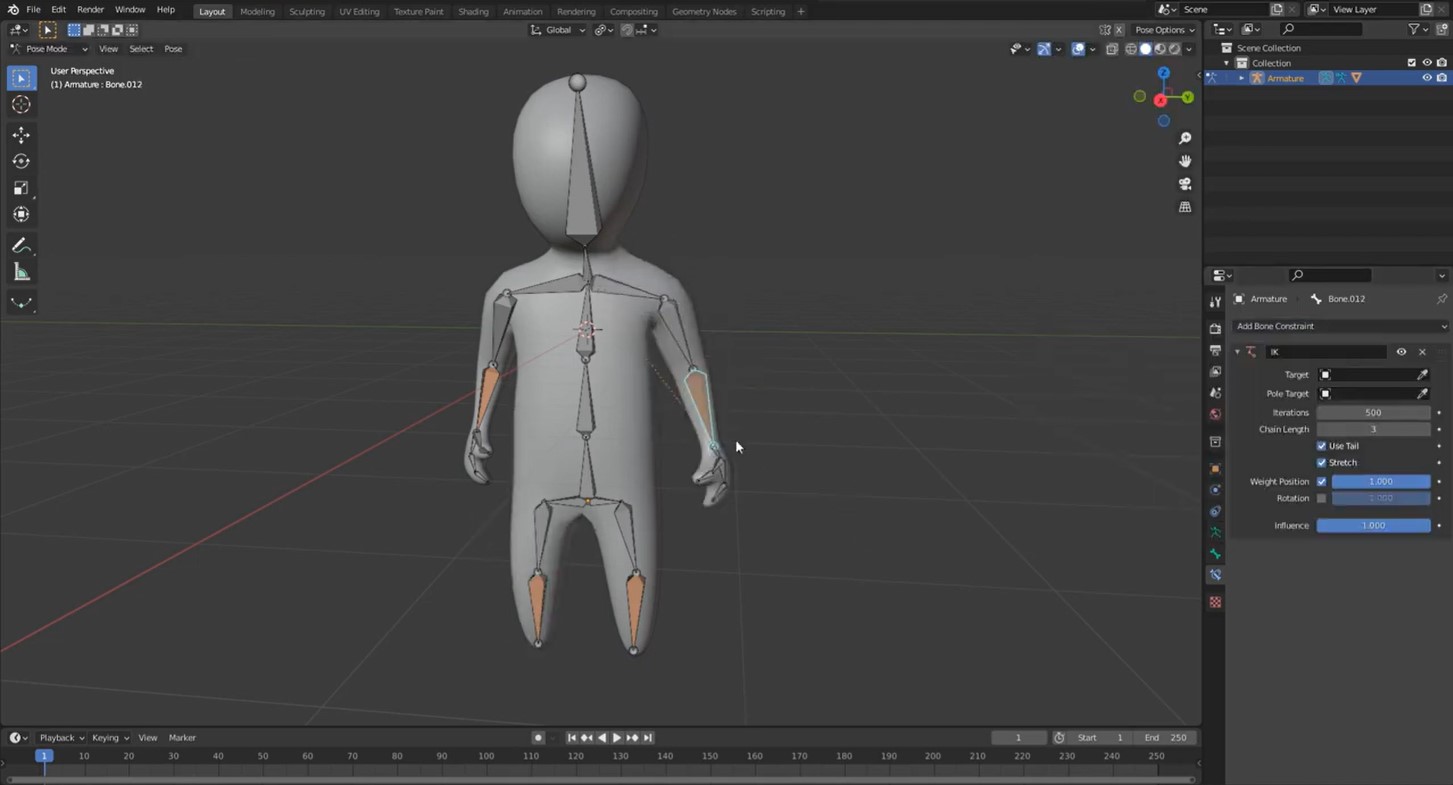 File Edit Render Window Help Layout Modeling Sculpting UV Editing Texture Paint Shading Animation Rendering Compositing Geometry Nodes Scripting + Scene View Layer
Global Pose Options
Pose Mode View Select Pose
User Perspective
(1) Armature : Bone.012
Z
Y
X
Scene Collection
Collection
Armature
Armature Bone.012
Add Bone Constraint
IK
Target
Pole Target
Iterations 500
Chain Length 3
Use Tail
Stretch
Weight Position 1.000
Rotation
Influence 1.000
Playback Keying View Marker 1 Start 1 End 250
1 10 20 30 40 50 60 70 80 90 100 110 120 130 140 150 160 170 180 190 200 210 220 230 240 250